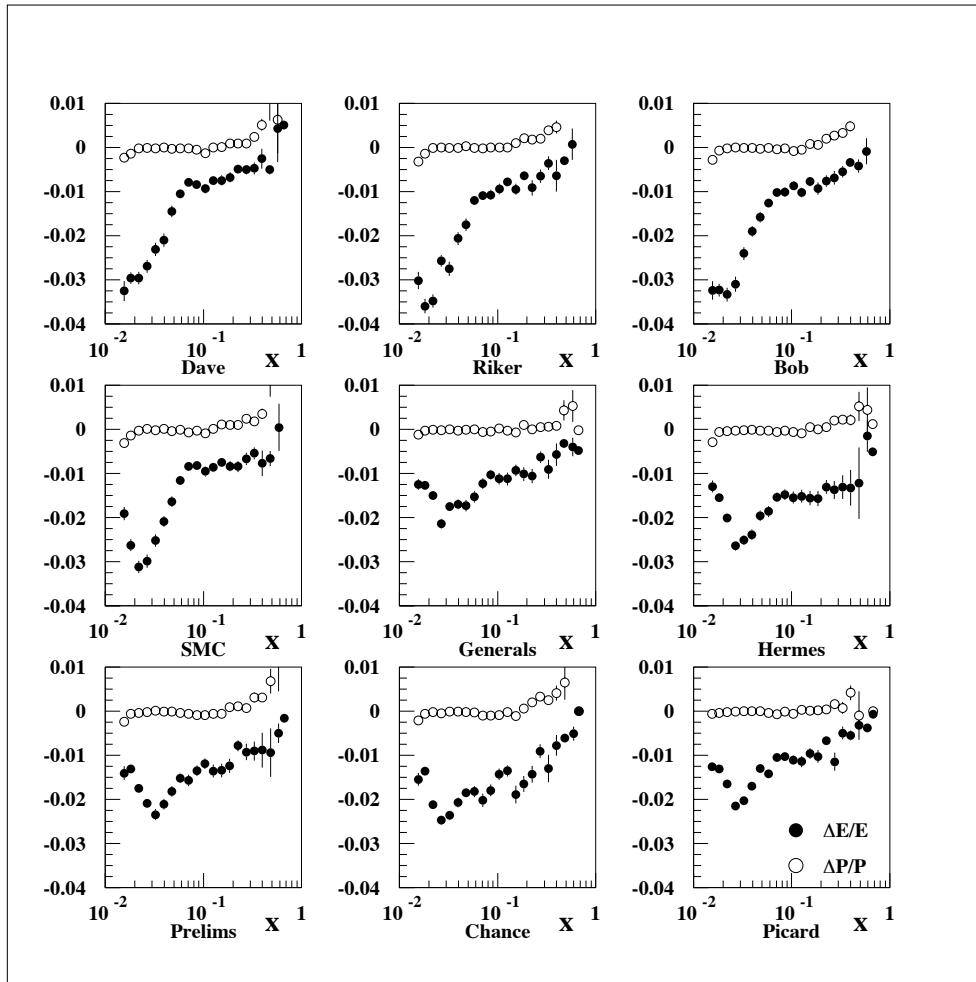 0.01 0.01 0.01
0 0 0
-0.01 -0.01 -0.01
-0.02 -0.02 -0.02
-0.03 -0.03 -0.03
-0.04 -0.04 -0.04
10-2 10-1 1 10-2 10-1 1 10-2 10-1 1
Dave x Riker x Bob x
0.01 0.01 0.01
0 0 0
-0.01 -0.01 -0.01
-0.02 -0.02 -0.02
-0.03 -0.03 -0.03
-0.04 -0.04 -0.04
10-2 10-1 1 10-2 10-1 1 10-2 10-1 1
SMC x Generals x Hermes x
0.01 0.01 0.01
0 0 0
-0.01 -0.01 -0.01
-0.02 -0.02 -0.02
-0.03 -0.03 -0.03
ΔE/E
ΔP/P
-0.04 -0.04 -0.04
10-2 10-1 1 10-2 10-1 1 10-2 10-1 1
Prelims x Chance x Picard x